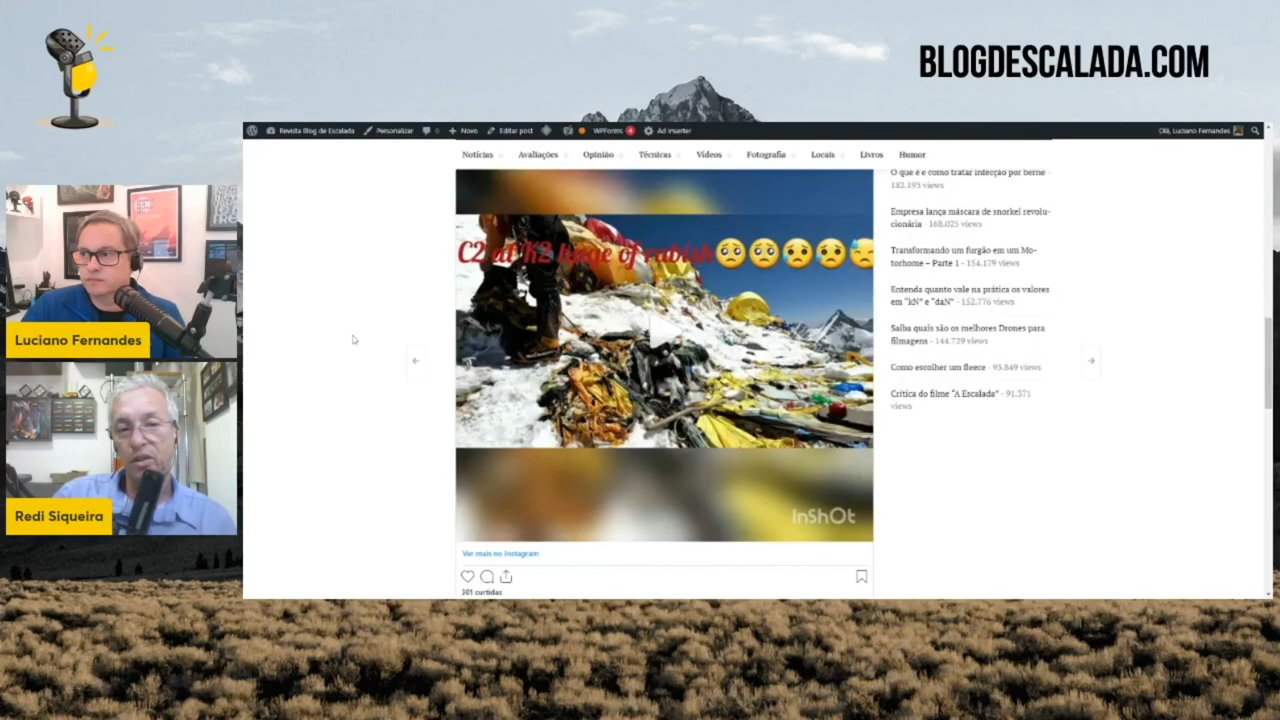 BLOGDESCALADA.COM
Revista Blog de Escalada Personalizar 0 Novo Editar post WPForms 4 Ad Inserter Olá, Luciano Fernandes
Notícias Avaliações Opinião Técnicas Vídeos Fotografia Locais Livros Humor
O que é e como tratar infecção por berne -
182.193 views
Empresa lança máscara de snorkel revolu-
cionária - 168.025 views
Transformando um furgão em um Mo-
torhome – Parte 1 - 154.179 views
Entenda quanto vale na prática os valores
em "kN" e "daN" - 152.776 views
Saiba quais são os melhores Drones para
filmagens - 144.729 views
Como escolher um fleece - 93.849 views
Crítica do filme "A Escalada" - 91.571
views
C2 at K2 huge of rubish
InShOt
Ver mais no Instagram
301 curtidas
Luciano Fernandes
Redi Siqueira